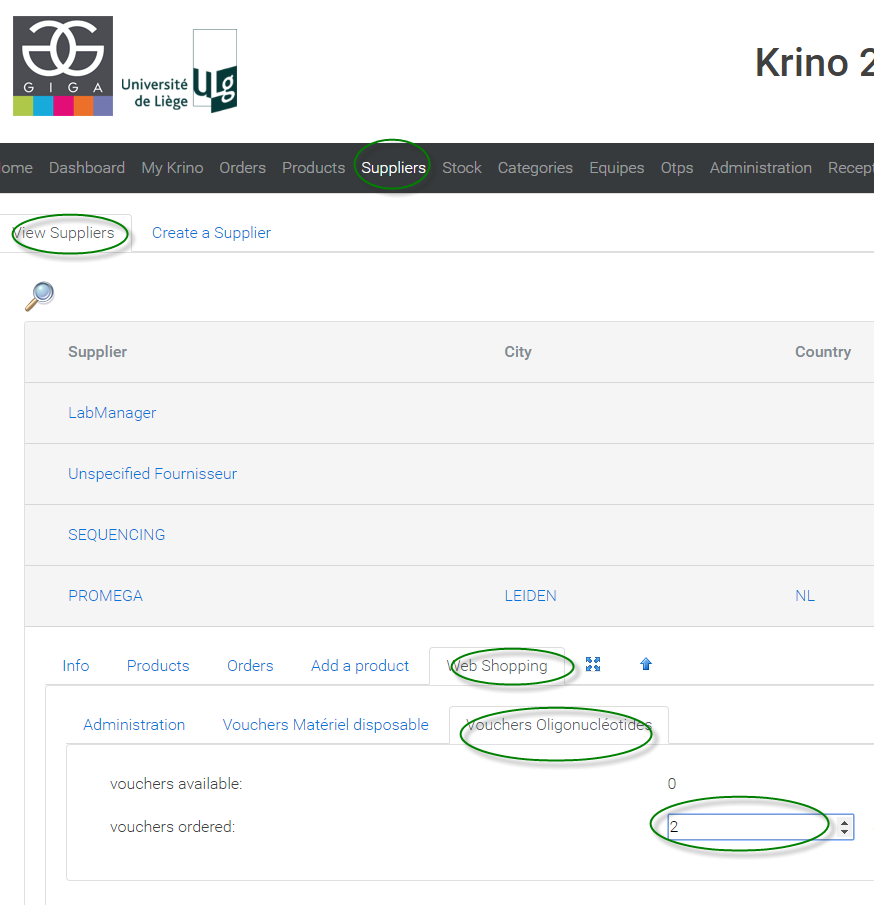 GIGA
Université
de Liège
ulg
Krino 2
ome Dashboard My Krino Orders Products Suppliers Stock Categories Equipes Otps Administration Recept
View Suppliers Create a Supplier
Supplier City Country
LabManager
Unspecified Fournisseur
SEQUENCING
PROMEGA LEIDEN NL
Info Products Orders Add a product Web Shopping
Administration Vouchers Matériel disposable Vouchers Oligonucléotides
vouchers available: 0
vouchers ordered: 2